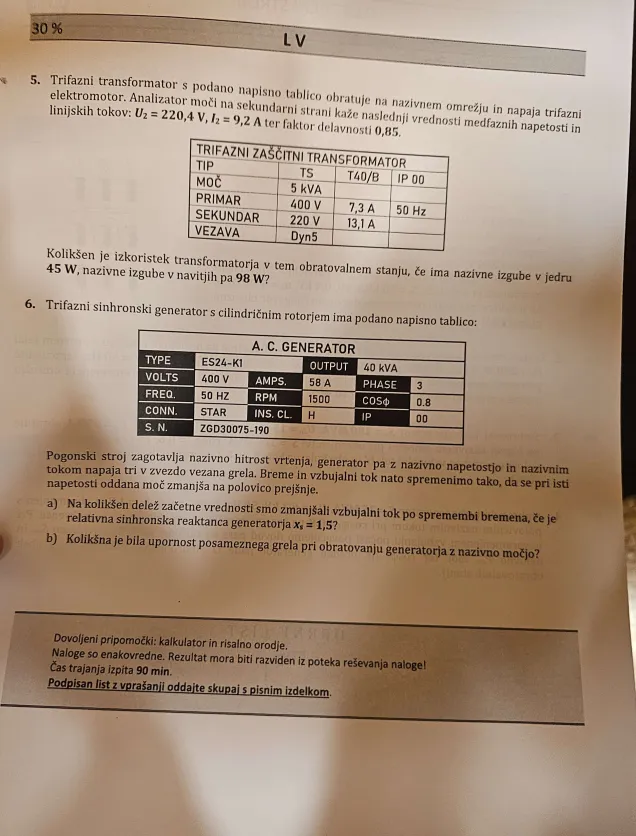 30 %
L V
5. Trifazni transformator s podano napisno tablico obratuje na nazivnem omrežju in napaja trifazni
elektromotor. Analizator moči na sekundarni strani kaže naslednji vrednosti medfaznih napetosti in
linijskih tokov: U₂ = 220,4 V, I₂ = 9,2 A ter faktor delavnosti 0,85.
TRIFAZNI ZAŠČITNI TRANSFORMATOR
TIP TS T40/B IP 00
MOČ 5 kVA
PRIMAR 400 V 7,3 A 50 Hz
SEKUNDAR 220 V 13,1 A
VEZAVA Dyn5
Kolikšen je izkoristek transformatorja v tem obratovalnem stanju, če ima nazivne izgube v jedru
45 W, nazivne izgube v navitjih pa 98 W?
6. Trifazni sinhronski generator s cilindričnim rotorjem ima podano napisno tablico:
A. C. GENERATOR
TYPE ES24-K1 OUTPUT 40 kVA
VOLTS 400 V AMPS. 58 A PHASE 3
FREQ. 50 HZ RPM 1500 COSϕ 0.8
CONN. STAR INS. CL. H IP 00
S. N. ZGD30075-190
Pogonski stroj zagotavlja nazivno hitrost vrtenja, generator pa z nazivno napetostjo in nazivnim
tokom napaja tri v zvezdo vezana grela. Breme in vzbujalni tok nato spremenimo tako, da se pri isti
napetosti oddana moč zmanjša na polovico prejšnje.
a) Na kolikšen delež začetne vrednosti smo zmanjšali vzbujalni tok po spremembi bremena, če je
relativna sinhronska reaktanca generatorja xₛ = 1,5?
b) Kolikšna je bila upornost posameznega grela pri obratovanju generatorja z nazivno močjo?
Dovoljeni pripomočki: kalkulator in risalno orodje.
Naloge so enakovredne. Rezultat mora biti razviden iz poteka reševanja naloge!
Čas trajanja izpita 90 min.
Podpisan list z vprašanji oddajte skupaj s pisnim izdelkom.